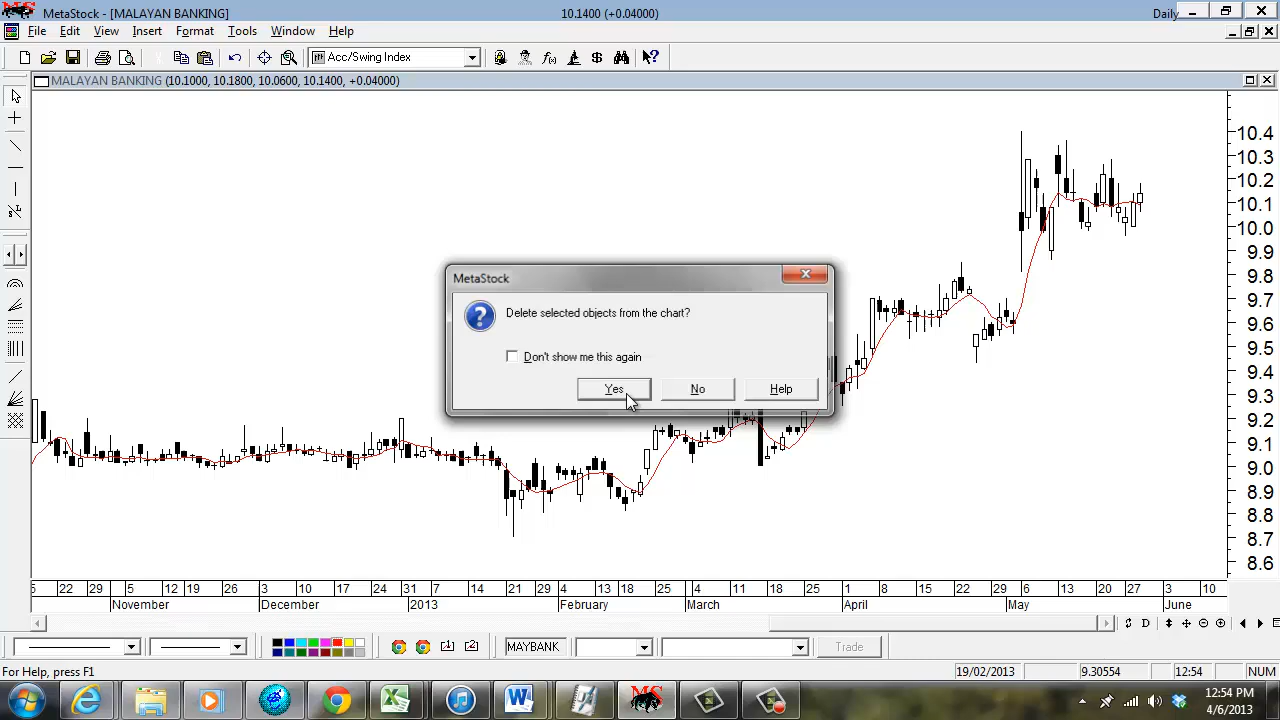 MetaStock - [MALAYAN BANKING]
10.1400 (+0.04000)
Daily
File Edit View Insert Format Tools Window Help
Acc/Swing Index
MALAYAN BANKING (10.1000, 10.1800, 10.0600, 10.1400, +0.04000)
10.4
10.3
10.2
10.1
10.0
9.9
9.8
9.7
9.6
9.5
9.4
9.3
9.2
9.1
9.0
8.9
8.8
8.7
8.6
MetaStock
Delete selected objects from the chart?
Don't show me this again
Yes No Help
5 22 29 5 12 19 26 3 10 17 24 31 7 14 21 4 13 18 25 4 11 18 25 1 8 15 22 29 6 13 20 27 3 10
November December 2013 February March April May June
D
MAYBANK
Trade
For Help, press F1
19/02/2013 9.30554 12:54 NUM
12:54 PM
4/6/2013